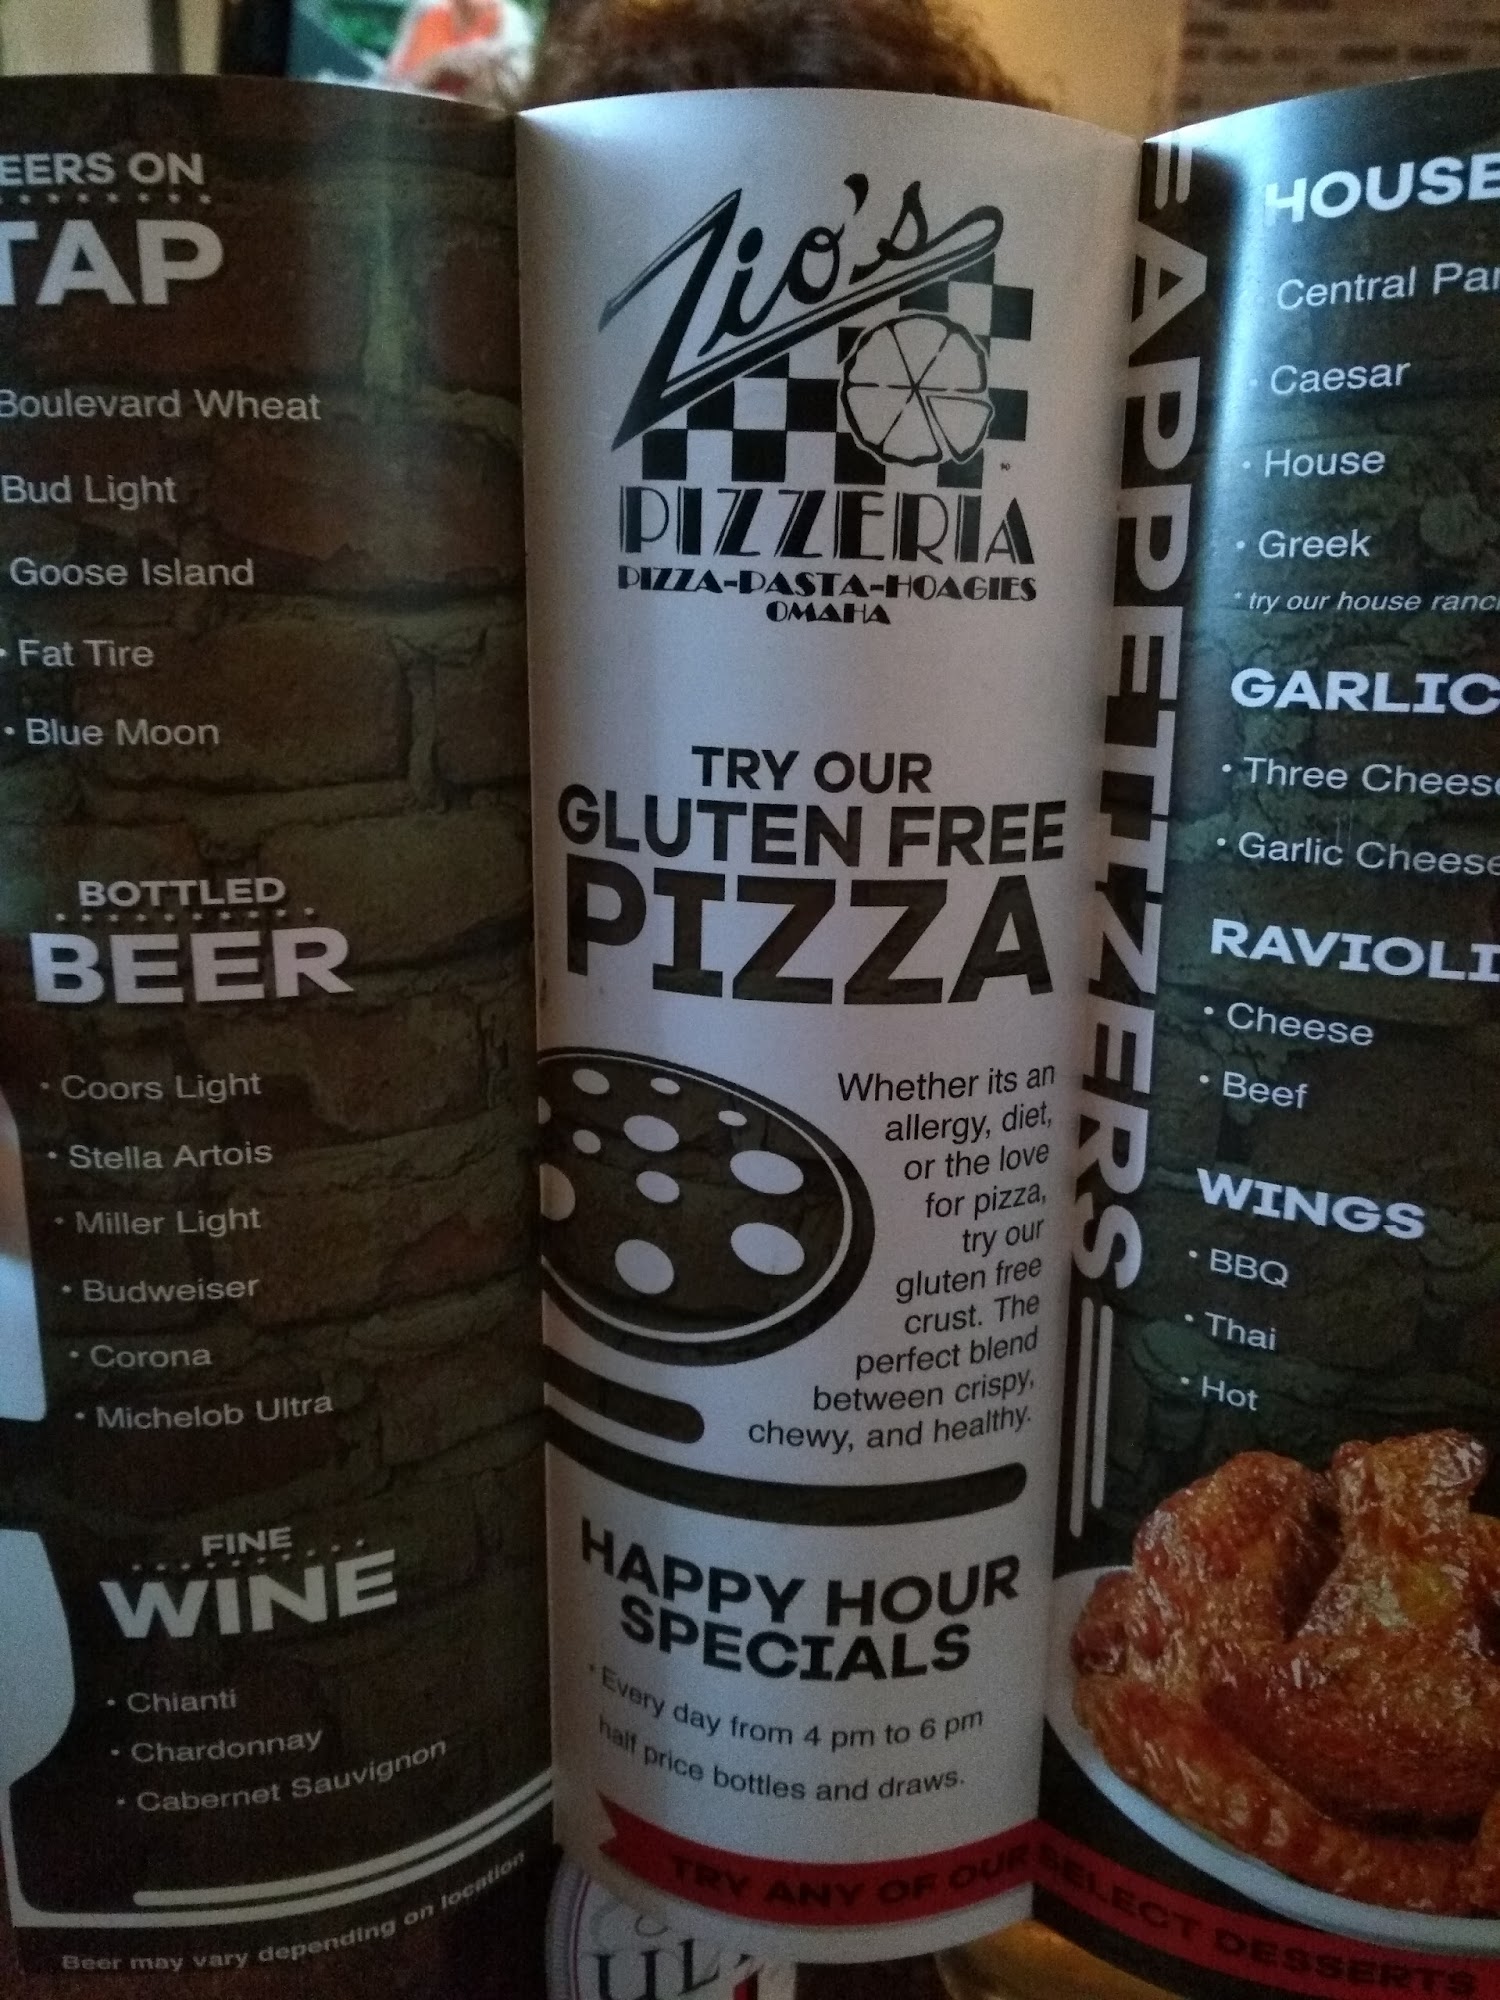 ON
TAP
Boulevard Wheat
Bud Light
Goose Island
• Fat Tire
• Blue Moon
BOTTLED
BEER
• Coors Light
• Stella Artois
• Miller Light
• Budweiser
• Corona
• Michelob Ultra
FINE
WINE
• Chianti
• Chardonnay
• Cabernet Sauvignon
Beer may vary depending on location
Zio's
PIZZERIA
PIZZA-PASTA-HOAGIES
OMAHA
TRY OUR
GLUTEN FREE
PIZZA
Whether its an
allergy, diet,
or the love
for pizza,
try our
gluten free
crust. The
perfect blend
between crispy,
chewy, and healthy.
HAPPY HOUR
SPECIALS
• Every day from 4 pm to 6 pm
half price bottles and draws.
TRY ANY OF OUR SELECT DESSERTS
APPETIZERS
HOUSE
Central
• Caesar
• House
• Greek
* try our house
GARLIC
• Three Cheese
• Garlic Cheese
RAVIOLI
• Cheese
• Beef
WINGS
• BBQ
• Thai
• Hot